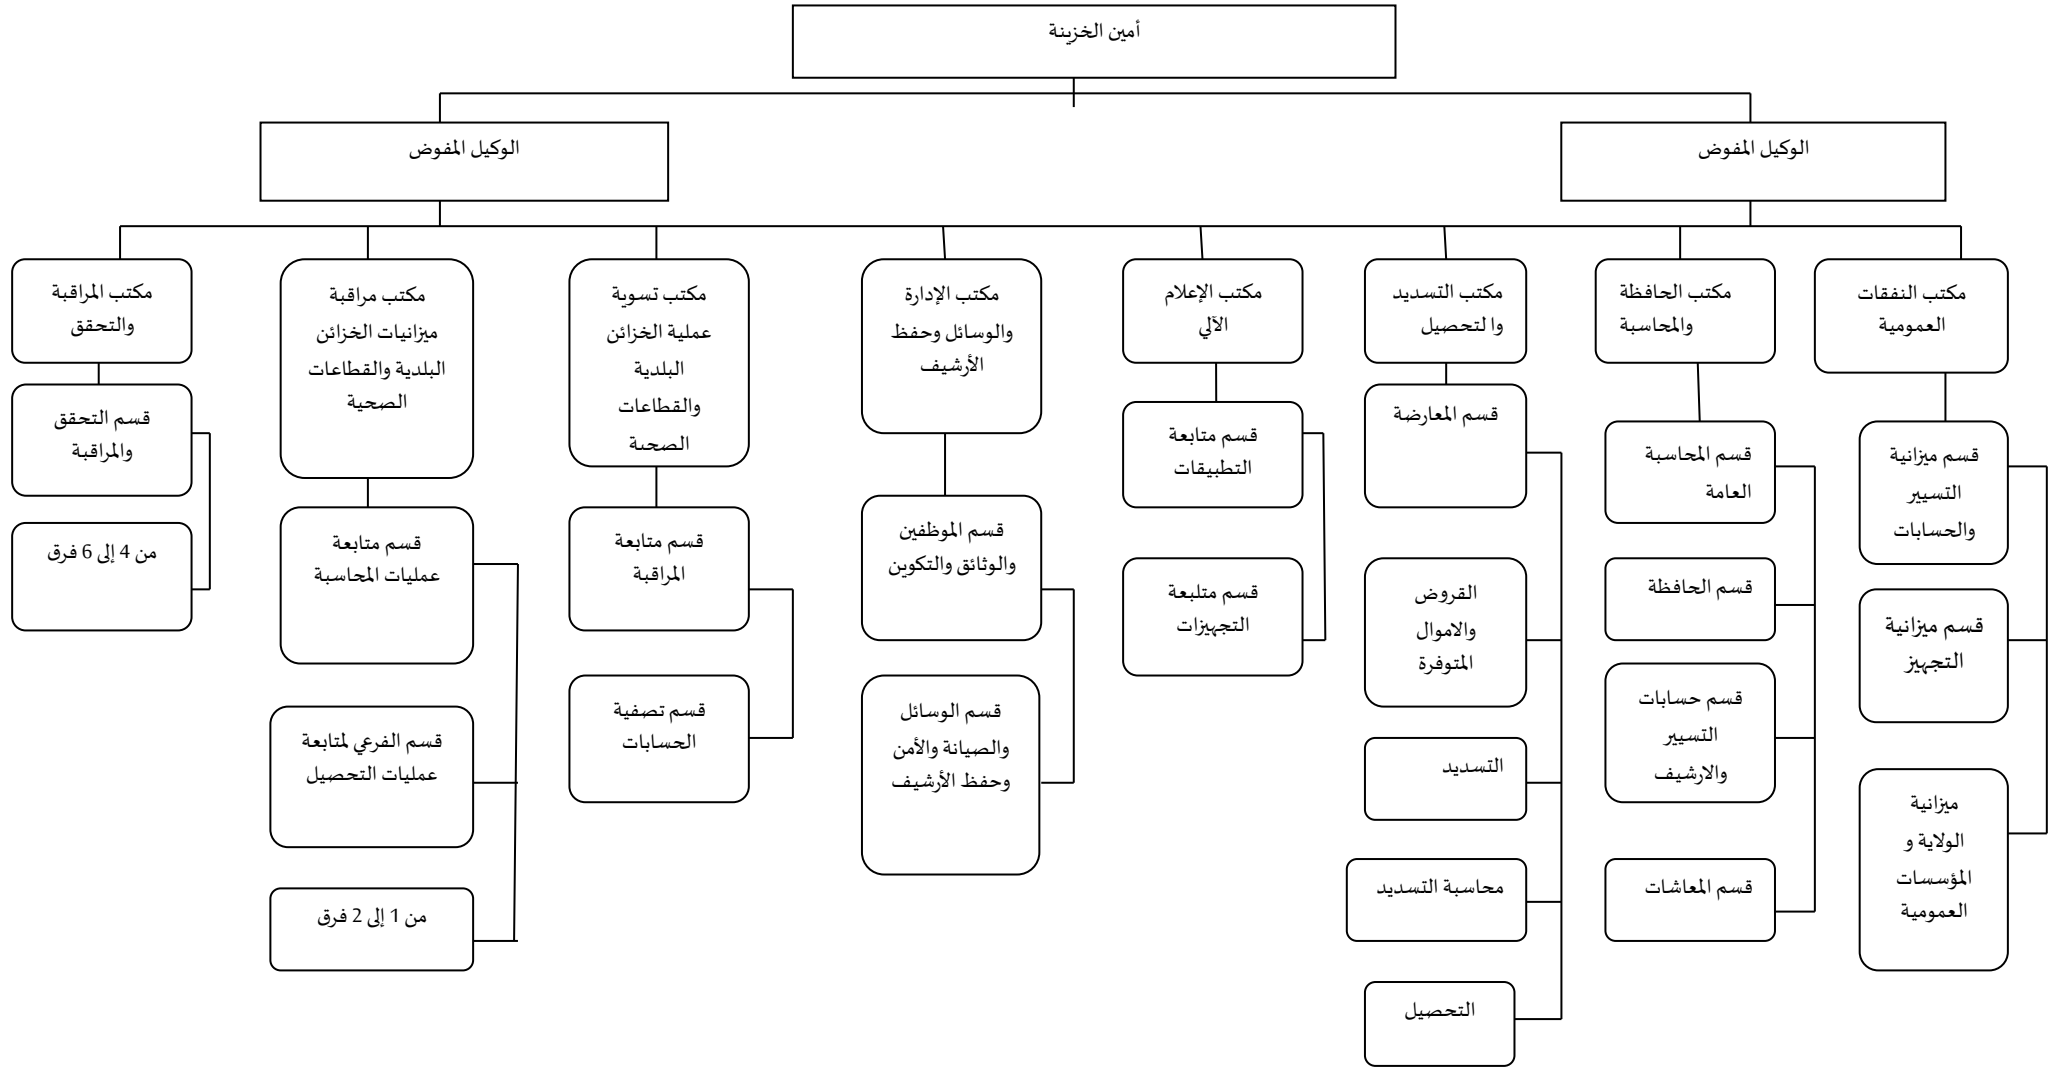 أمين الخزينة
الوكيل المفوض
الوكيل المفوض
مكتب النفقات
العمومية
مكتب الحافظة
والمحاسبة
مكتب التسديد
وا لتحصيل
مكتب الإعلام
الآلي
مكتب الإدارة
والوسائل وحفظ
الأرشيف
مكتب تسوية
عملية الخزائن
البلدية
والقطاعات
الصحية
مكتب مراقبة
ميزانيات الخزائن
البلدية والقطاعات
الصحية
مكتب المراقبة
والتحقق
قسم ميزانية
التسيير
والحسابات
قسم ميزانية
التجهيز
ميزانية
الولاية و
المؤسسات
العمومية
قسم المحاسبة
العامة
قسم الحافظة
قسم حسابات
التسيير
والارشيف
قسم المعاشات
قسم المعارضة
القروض
والاموال
المتوفرة
التسديد
محاسبة التسديد
التحصيل
قسم متابعة
التطبيقات
قسم متلبعة
التجهيزات
قسم الموظفين
والوثائق والتكوين
قسم الوسائل
والصيانة والأمن
وحفظ الأرشيف
قسم متابعة
المراقبة
قسم تصفية
الحسابات
قسم متابعة
عمليات المحاسبة
قسم الفرعي لمتابعة
عمليات التحصيل
من 1 إلى 2 فرق
قسم التحقق
والمراقبة
من 4 إلى 6 فرق